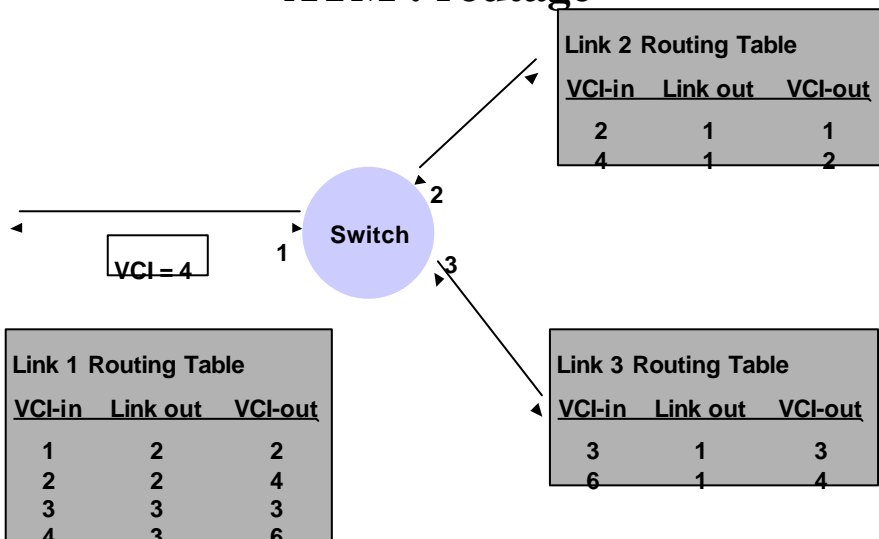 Link 2 Routing Table
VCI-in Link out VCI-out
2 1 1
4 1 2
2
Switch
1
3
VCI = 4
Link 1 Routing Table
VCI-in Link out VCI-out
1 2 2
2 2 4
3 3 3
4 3 6
Link 3 Routing Table
VCI-in Link out VCI-out
3 1 3
6 1 4